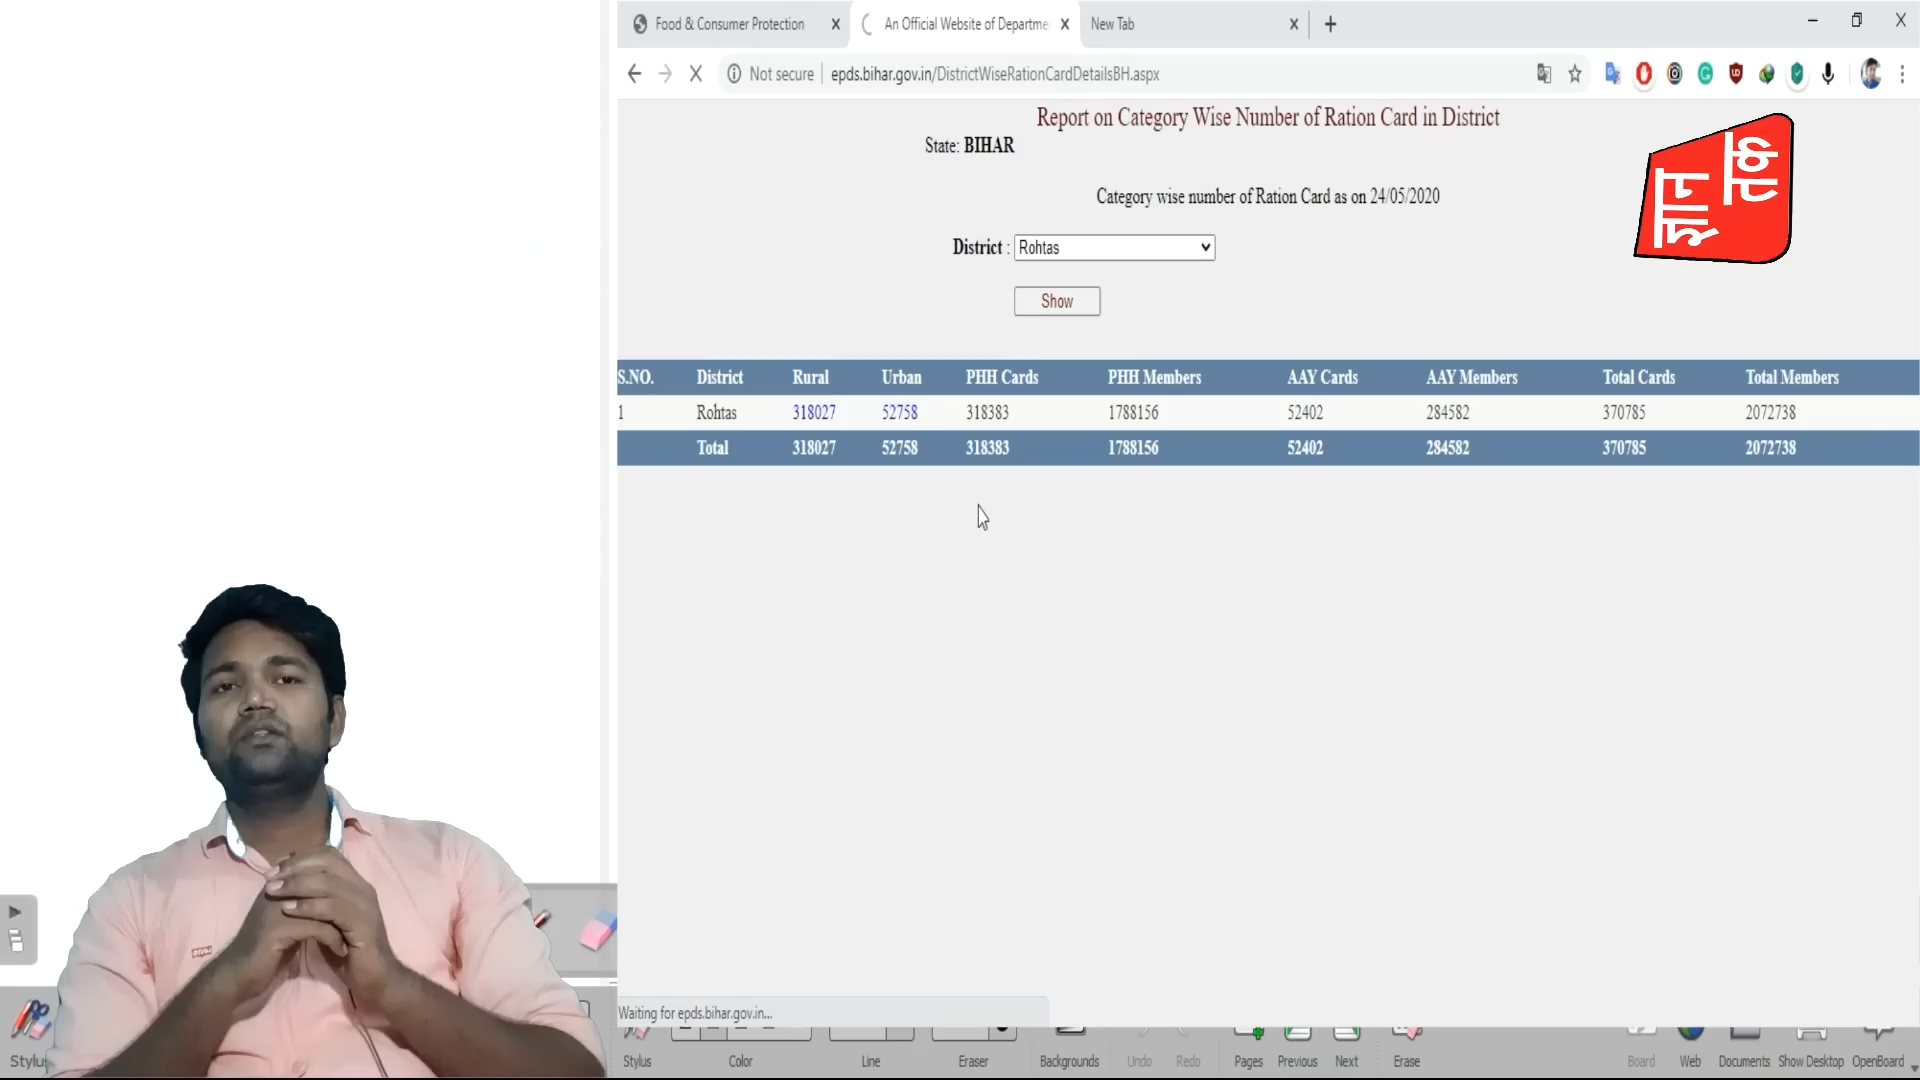 Food & Consumer Protection
An Official Website of Departme
New Tab
Not secure
epds.bihar.gov.in/DistrictWiseRationCardDetailsBH.aspx
Report on Category Wise Number of Ration Card in District
State: BIHAR
Category wise number of Ration Card as on 24/05/2020
District : Rohtas
Show
ज्ञान
तक
S.NO. District Rural Urban PHH Cards PHH Members AAY Cards AAY Members Total Cards Total Members
1 Rohtas 318027 52758 318383 1788156 52402 284582 370785 2072738
Total 318027 52758 318383 1788156 52402 284582 370785 2072738
Waiting for epds.bihar.gov.in...
Stylus
Stylus Color Line Eraser Backgrounds Undo Redo Pages Previous Next Erase Board Web Documents Show Desktop OpenBoard